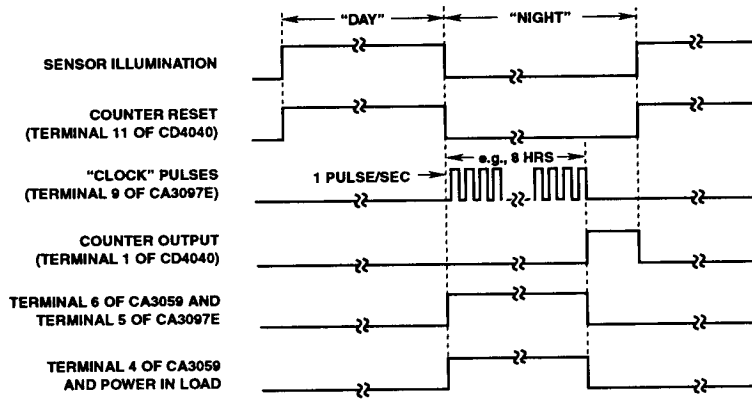 “DAY”
“NIGHT”
SENSOR ILLUMINATION
COUNTER RESET
(TERMINAL 11 OF CD4040)
e.g., 8 HRS
“CLOCK” PULSES
(TERMINAL 9 OF CA3097E)
1 PULSE/SEC
COUNTER OUTPUT
(TERMINAL 1 OF CD4040)
TERMINAL 6 OF CA3059 AND
TERMINAL 5 OF CA3097E
TERMINAL 4 OF CA3059
AND POWER IN LOAD